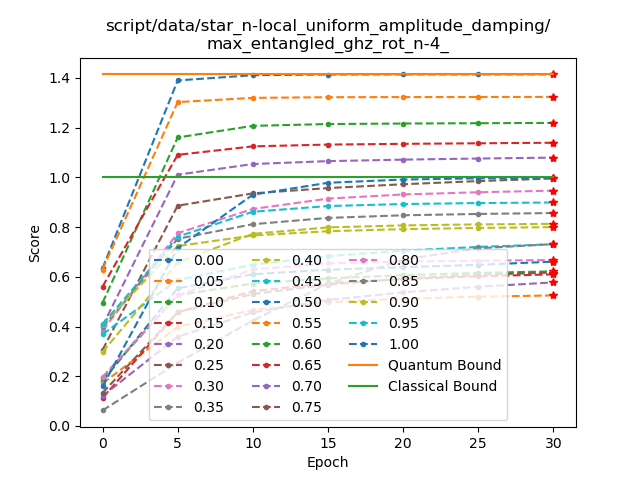 script/data/star_n-local_uniform_amplitude_damping/
max_entangled_ghz_rot_n-4_
Score
1.4
1.2
1.0
0.8
0.6
0.4
0.2
0.0
0.00 0.40 0.80
0.05 0.45 0.85
0.10 0.50 0.90
0.15 0.55 0.95
0.20 0.60 1.00
0.25 0.65 Quantum Bound
0.30 0.70 Classical Bound
0.35 0.75
0 5 10 15 20 25 30
Epoch